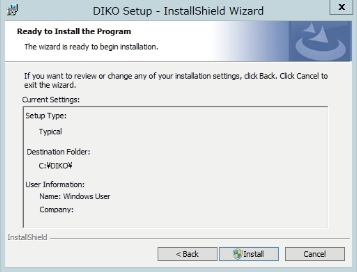 DIKO Setup - InstallShield Wizard
x
Ready to Install the Program
The wizard is ready to begin installation.
If you want to review or change any of your installation settings, click Back. Click Cancel to
exit the wizard.
Current Settings:
Setup Type:
Typical
Destination Folder:
C:¥DIKO¥
User Information:
Name: Windows User
Company:
InstallShield
< Back
Install
Cancel